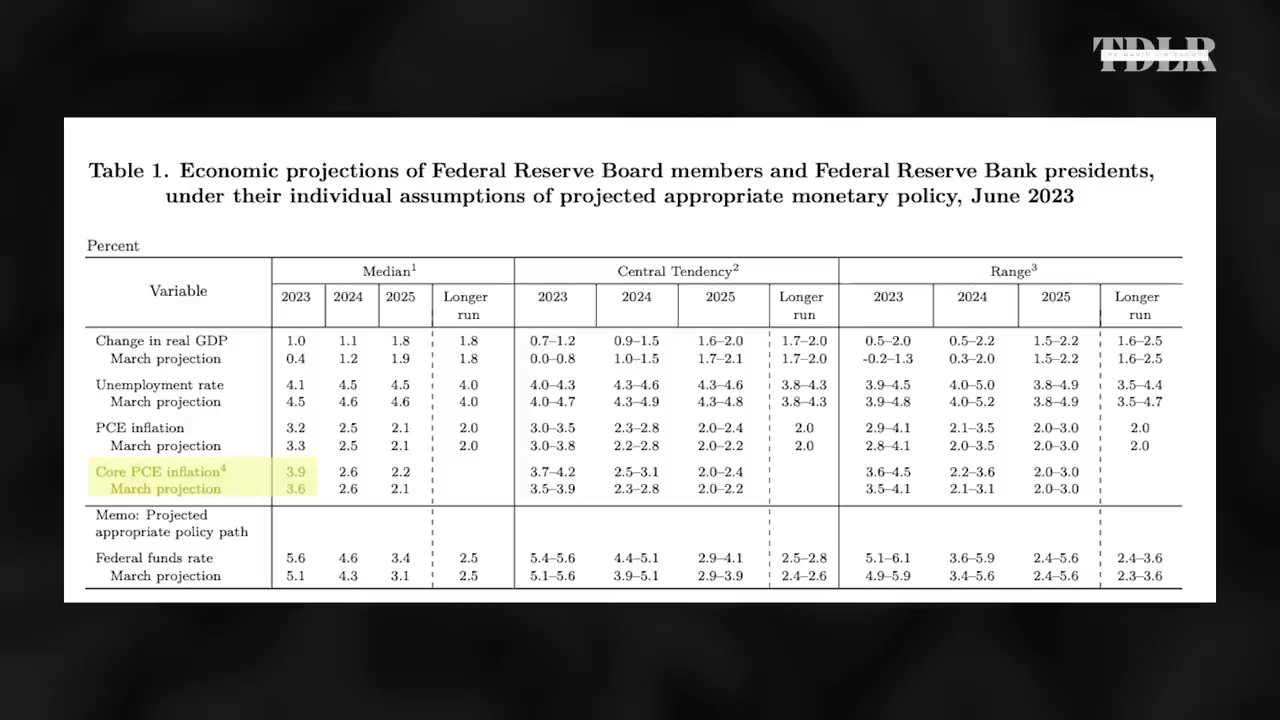 TDLR
Table 1. Economic projections of Federal Reserve Board members and Federal Reserve Bank presidents,
under their individual assumptions of projected appropriate monetary policy, June 2023
Percent
Variable Median1 Central Tendency2 Range3
2023 2024 2025 Longer run 2023 2024 2025 Longer run 2023 2024 2025 Longer run
Change in real GDP 1.0 1.1 1.8 1.8 0.7–1.2 0.9–1.5 1.6–2.0 1.7–2.0 0.5–2.0 0.5–2.2 1.5–2.2 1.6–2.5
March projection 0.4 1.2 1.9 1.8 0.0–0.8 1.0–1.5 1.7–2.1 1.7–2.0 -0.2–1.3 0.3–2.0 1.5–2.2 1.6–2.5
Unemployment rate 4.1 4.5 4.5 4.0 4.0–4.3 4.3–4.6 4.3–4.6 3.8–4.3 3.9–4.5 4.0–5.0 3.8–4.9 3.5–4.4
March projection 4.5 4.6 4.6 4.0 4.0–4.7 4.3–4.9 4.3–4.8 3.8–4.3 3.9–4.8 4.0–5.2 3.8–4.9 3.5–4.7
PCE inflation 3.2 2.5 2.1 2.0 3.0–3.5 2.3–2.8 2.0–2.4 2.0 2.9–4.1 2.1–3.5 2.0–3.0 2.0
March projection 3.3 2.5 2.1 2.0 3.0–3.8 2.2–2.8 2.0–2.2 2.0 2.8–4.1 2.0–3.5 2.0–3.0 2.0
Core PCE inflation4 3.9 2.6 2.2 3.7–4.2 2.5–3.1 2.0–2.4 3.6–4.5 2.2–3.6 2.0–3.0
March projection 3.6 2.6 2.1 3.5–3.9 2.3–2.8 2.0–2.2 3.5–4.1 2.1–3.1 2.0–3.0
Memo: Projected
appropriate policy path
Federal funds rate 5.6 4.6 3.4 2.5 5.4–5.6 4.4–5.1 2.9–4.1 2.5–2.8 5.1–6.1 3.6–5.9 2.4–5.6 2.4–3.6
March projection 5.1 4.3 3.1 2.5 5.1–5.6 3.9–5.1 2.9–3.9 2.4–2.6 4.9–5.9 3.4–5.6 2.4–5.6 2.3–3.6